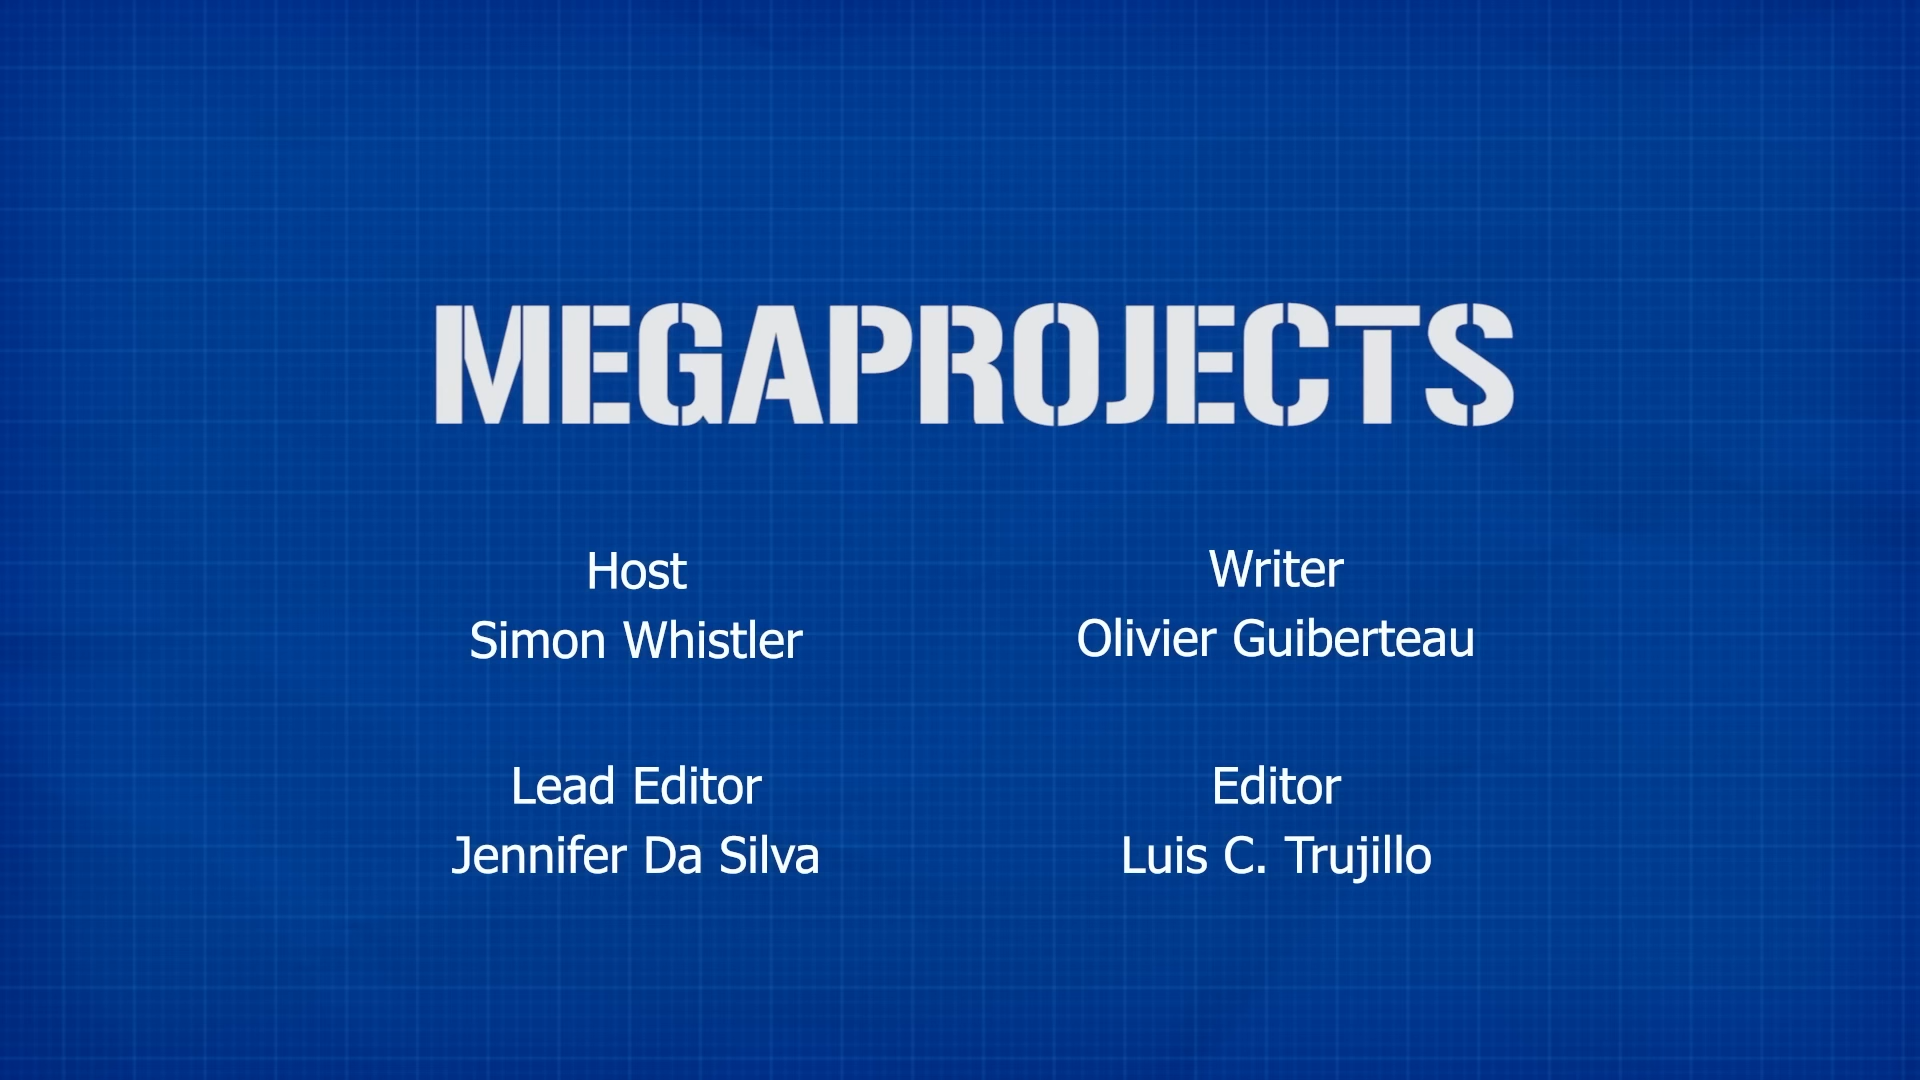 MEGAPROJECTS
Host
Simon Whistler
Writer
Olivier Guiberteau
Lead Editor
Jennifer Da Silva
Editor
Luis C. Trujillo